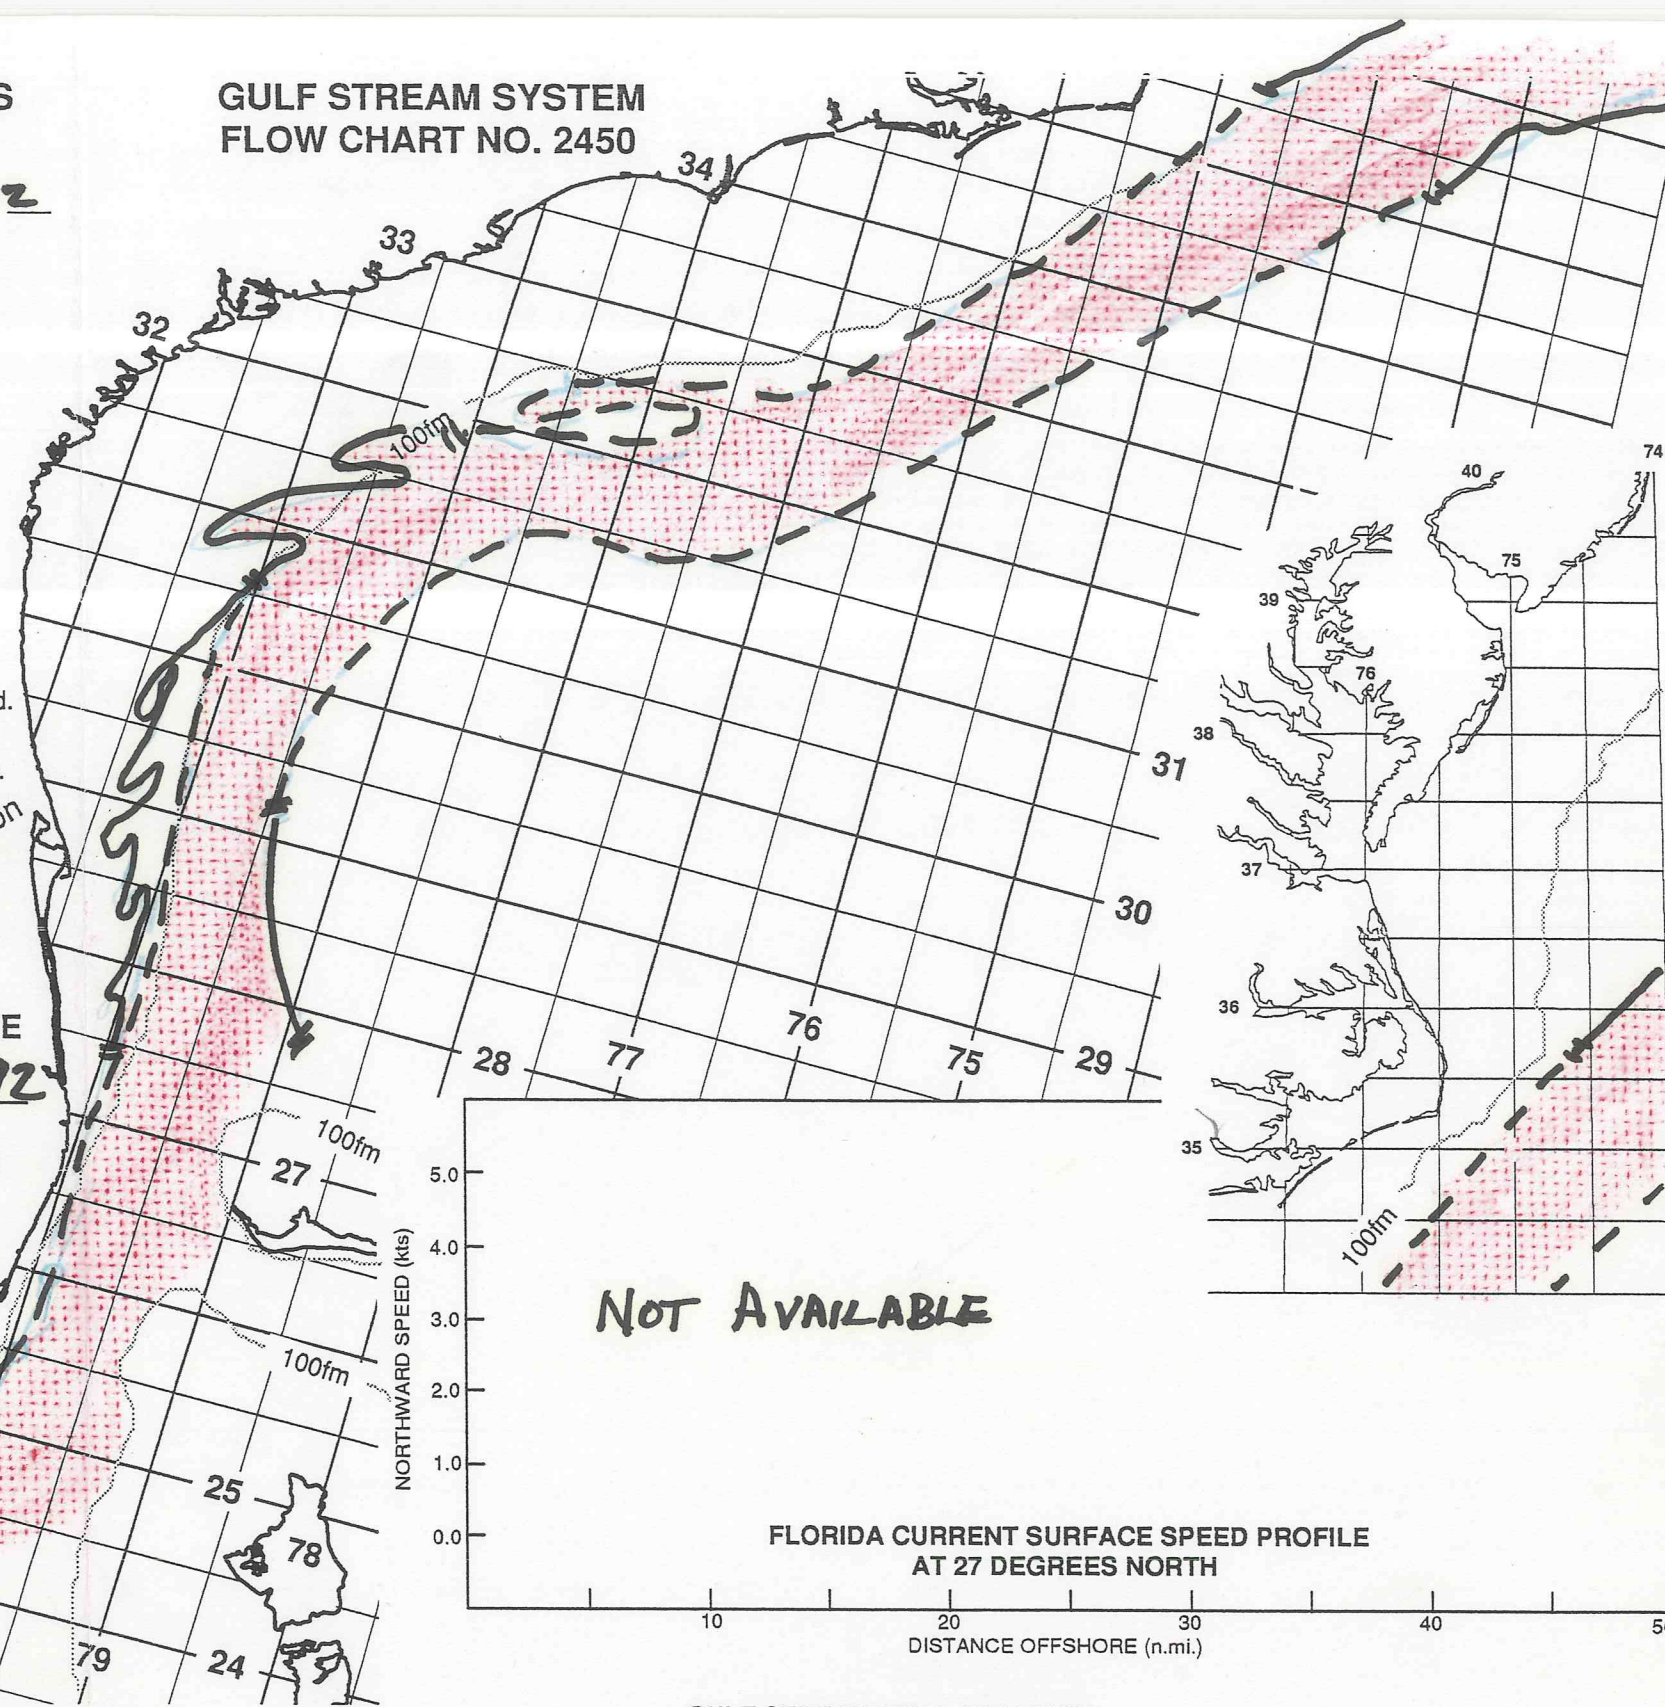 S
GULF STREAM SYSTEM
FLOW CHART NO. 2450
2
34
33
32
100fm
d.
on
E
92
31
30
29
28
77
76
75
100fm
27
100fm
25
78
79
24
74
40
75
39
76
38
37
36
35
100fm
5.0
4.0
3.0
2.0
1.0
0.0
NORTHWARD SPEED (kts)
NOT AVAILABLE
FLORIDA CURRENT SURFACE SPEED PROFILE
AT 27 DEGREES NORTH
10 20 30 40
DISTANCE OFFSHORE (n.mi.)